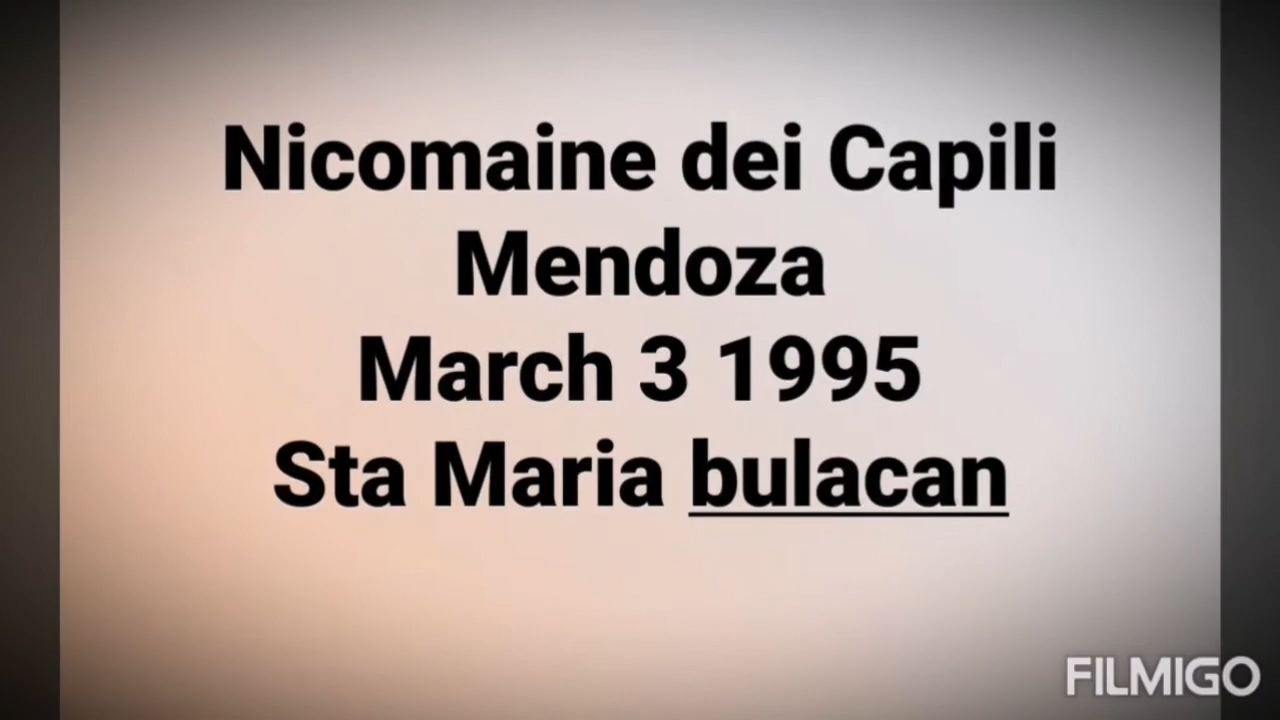 Nicomaine dei Capili
Mendoza
March 3 1995
Sta Maria bulacan
FILMIGO